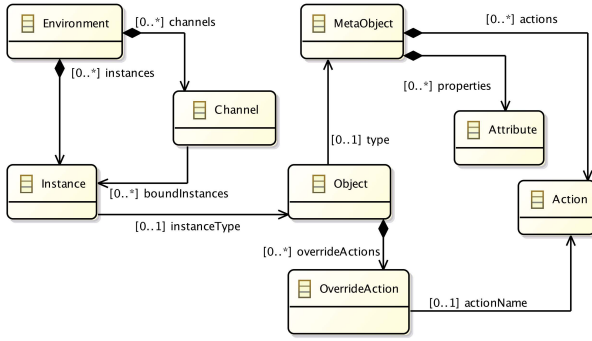 Environment
[0..*] channels
MetaObject
[0..*] actions
[0..*] instances
[0..*] properties
Channel
Attribute
[0..1] type
Instance
Object
Action
[0..*] boundInstances
[0..1] instanceType
[0..*] overrideActions
OverrideAction
[0..1] actionName